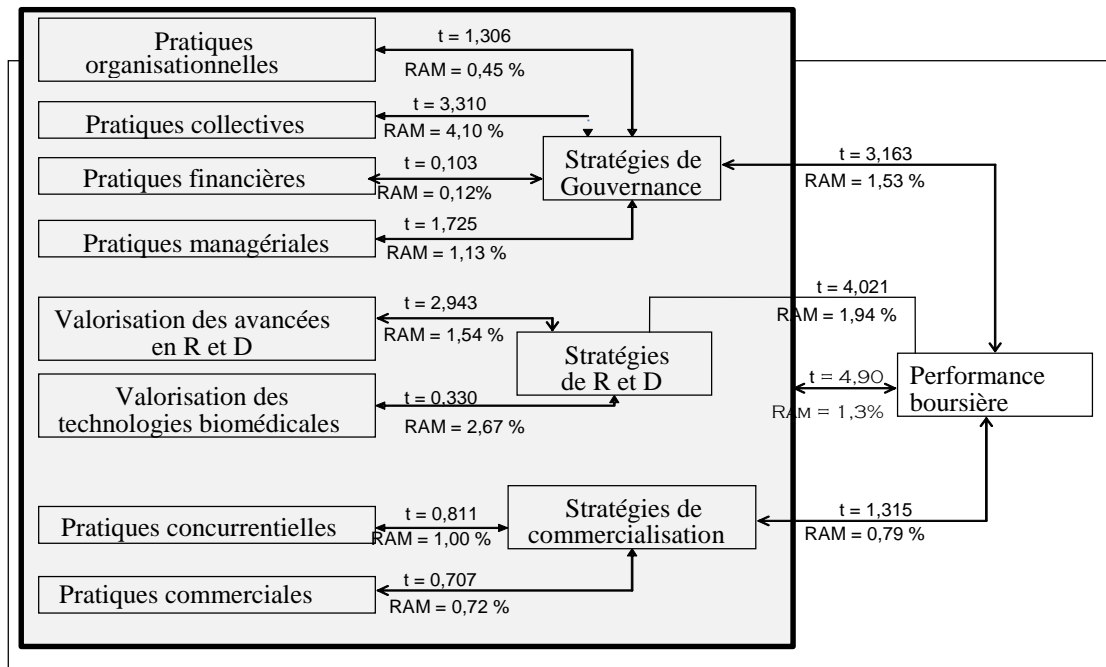 Pratiques
organisationnelles
t = 1,306
RAM = 0,45 %
Pratiques collectives
t = 3,310
RAM = 4,10 %
Pratiques financières
t = 0,103
RAM = 0,12%
Stratégies de
Gouvernance
t = 3,163
RAM = 1,53 %
Pratiques managériales
t = 1,725
RAM = 1,13 %
Valorisation des avancées
en R et D
t = 2,943
RAM = 1,54 %
Stratégies
de R et D
t = 4,021
RAM = 1,94 %
Valorisation des
technologies biomédicales
t = 0,330
RAM = 2,67 %
t = 4,90
RAM = 1,3%
Performance
boursière
Pratiques concurrentielles
t = 0,811
RAM = 1,00 %
Stratégies de
commercialisation
t = 1,315
RAM = 0,79 %
Pratiques commerciales
t = 0,707
RAM = 0,72 %